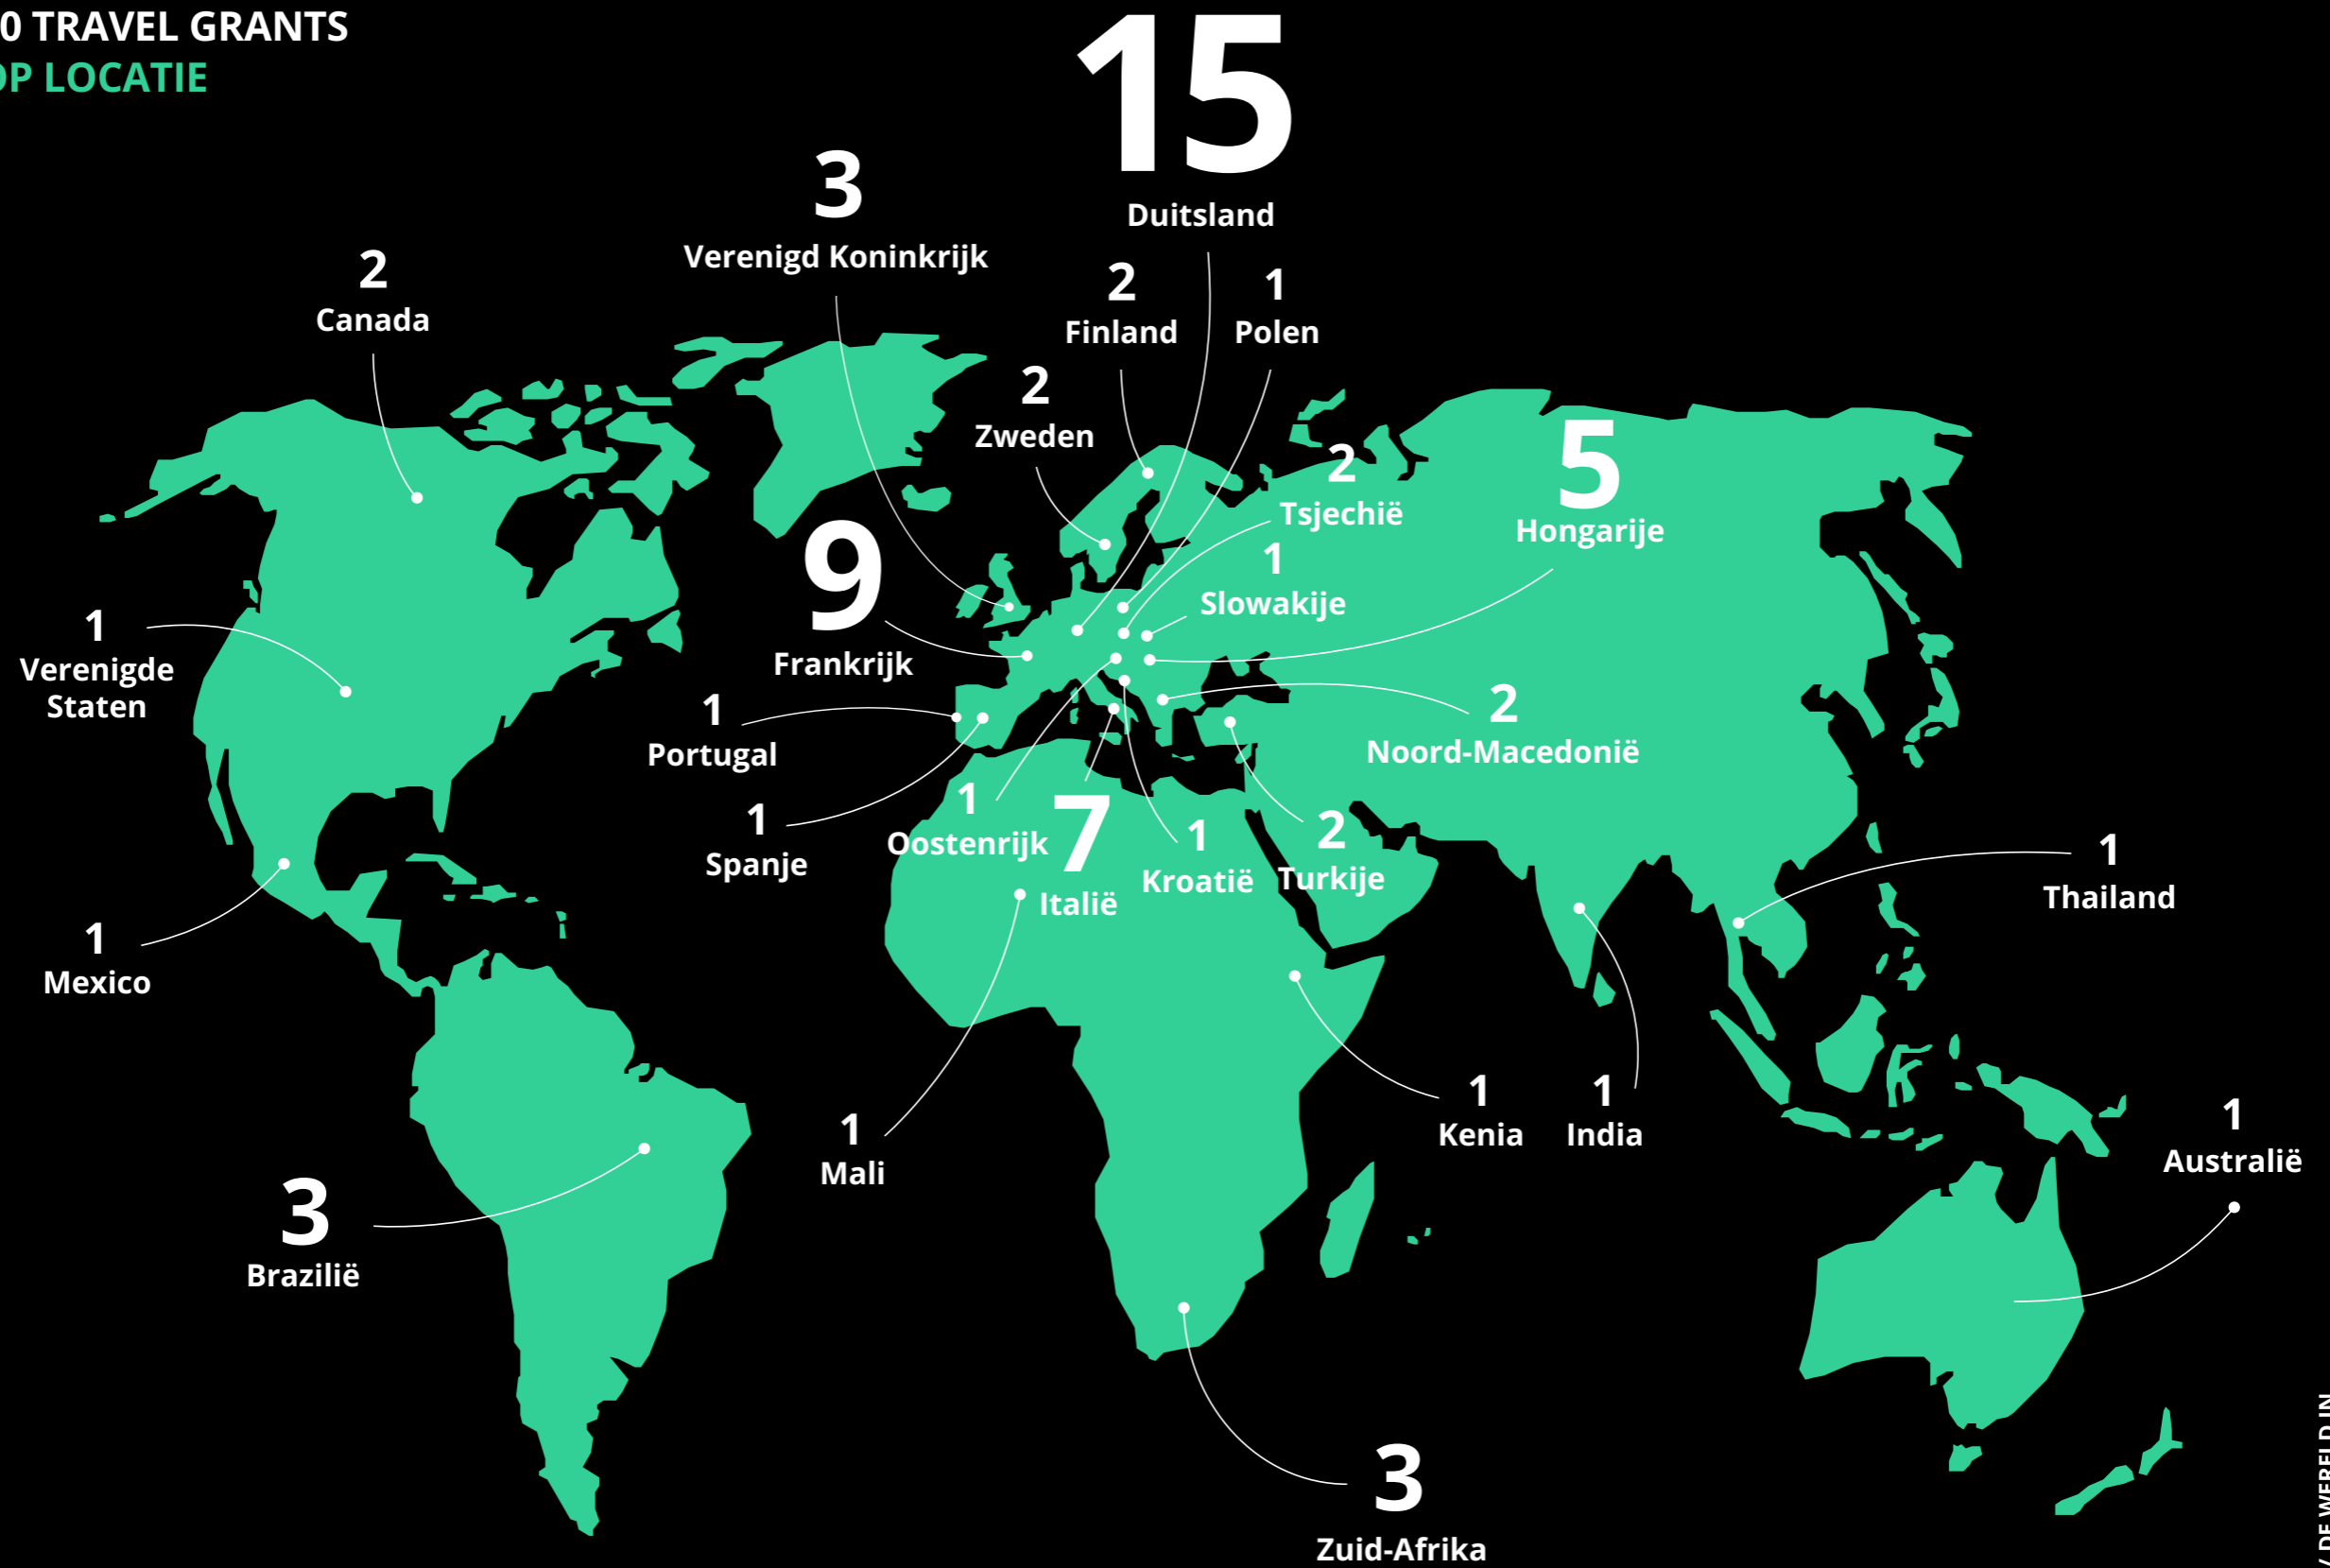 0 TRAVEL GRANTS
OP LOCATIE
15
Duitsland
3
Verenigd Koninkrijk
2
Canada
2
Finland
1
Polen
2
Zweden
2
Tsjechië
5
Hongarije
9
Frankrijk
1
Slowakije
1
Verenigde
Staten
1
Portugal
2
Noord-Macedonië
1
Spanje
1
Oostenrijk
7
Italië
1
Kroatië
2
Turkije
1
Thailand
1
Mexico
1
Mali
1
Kenia
1
India
1
Australië
3
Brazilië
3
Zuid-Afrika
/ DE WERELD IN